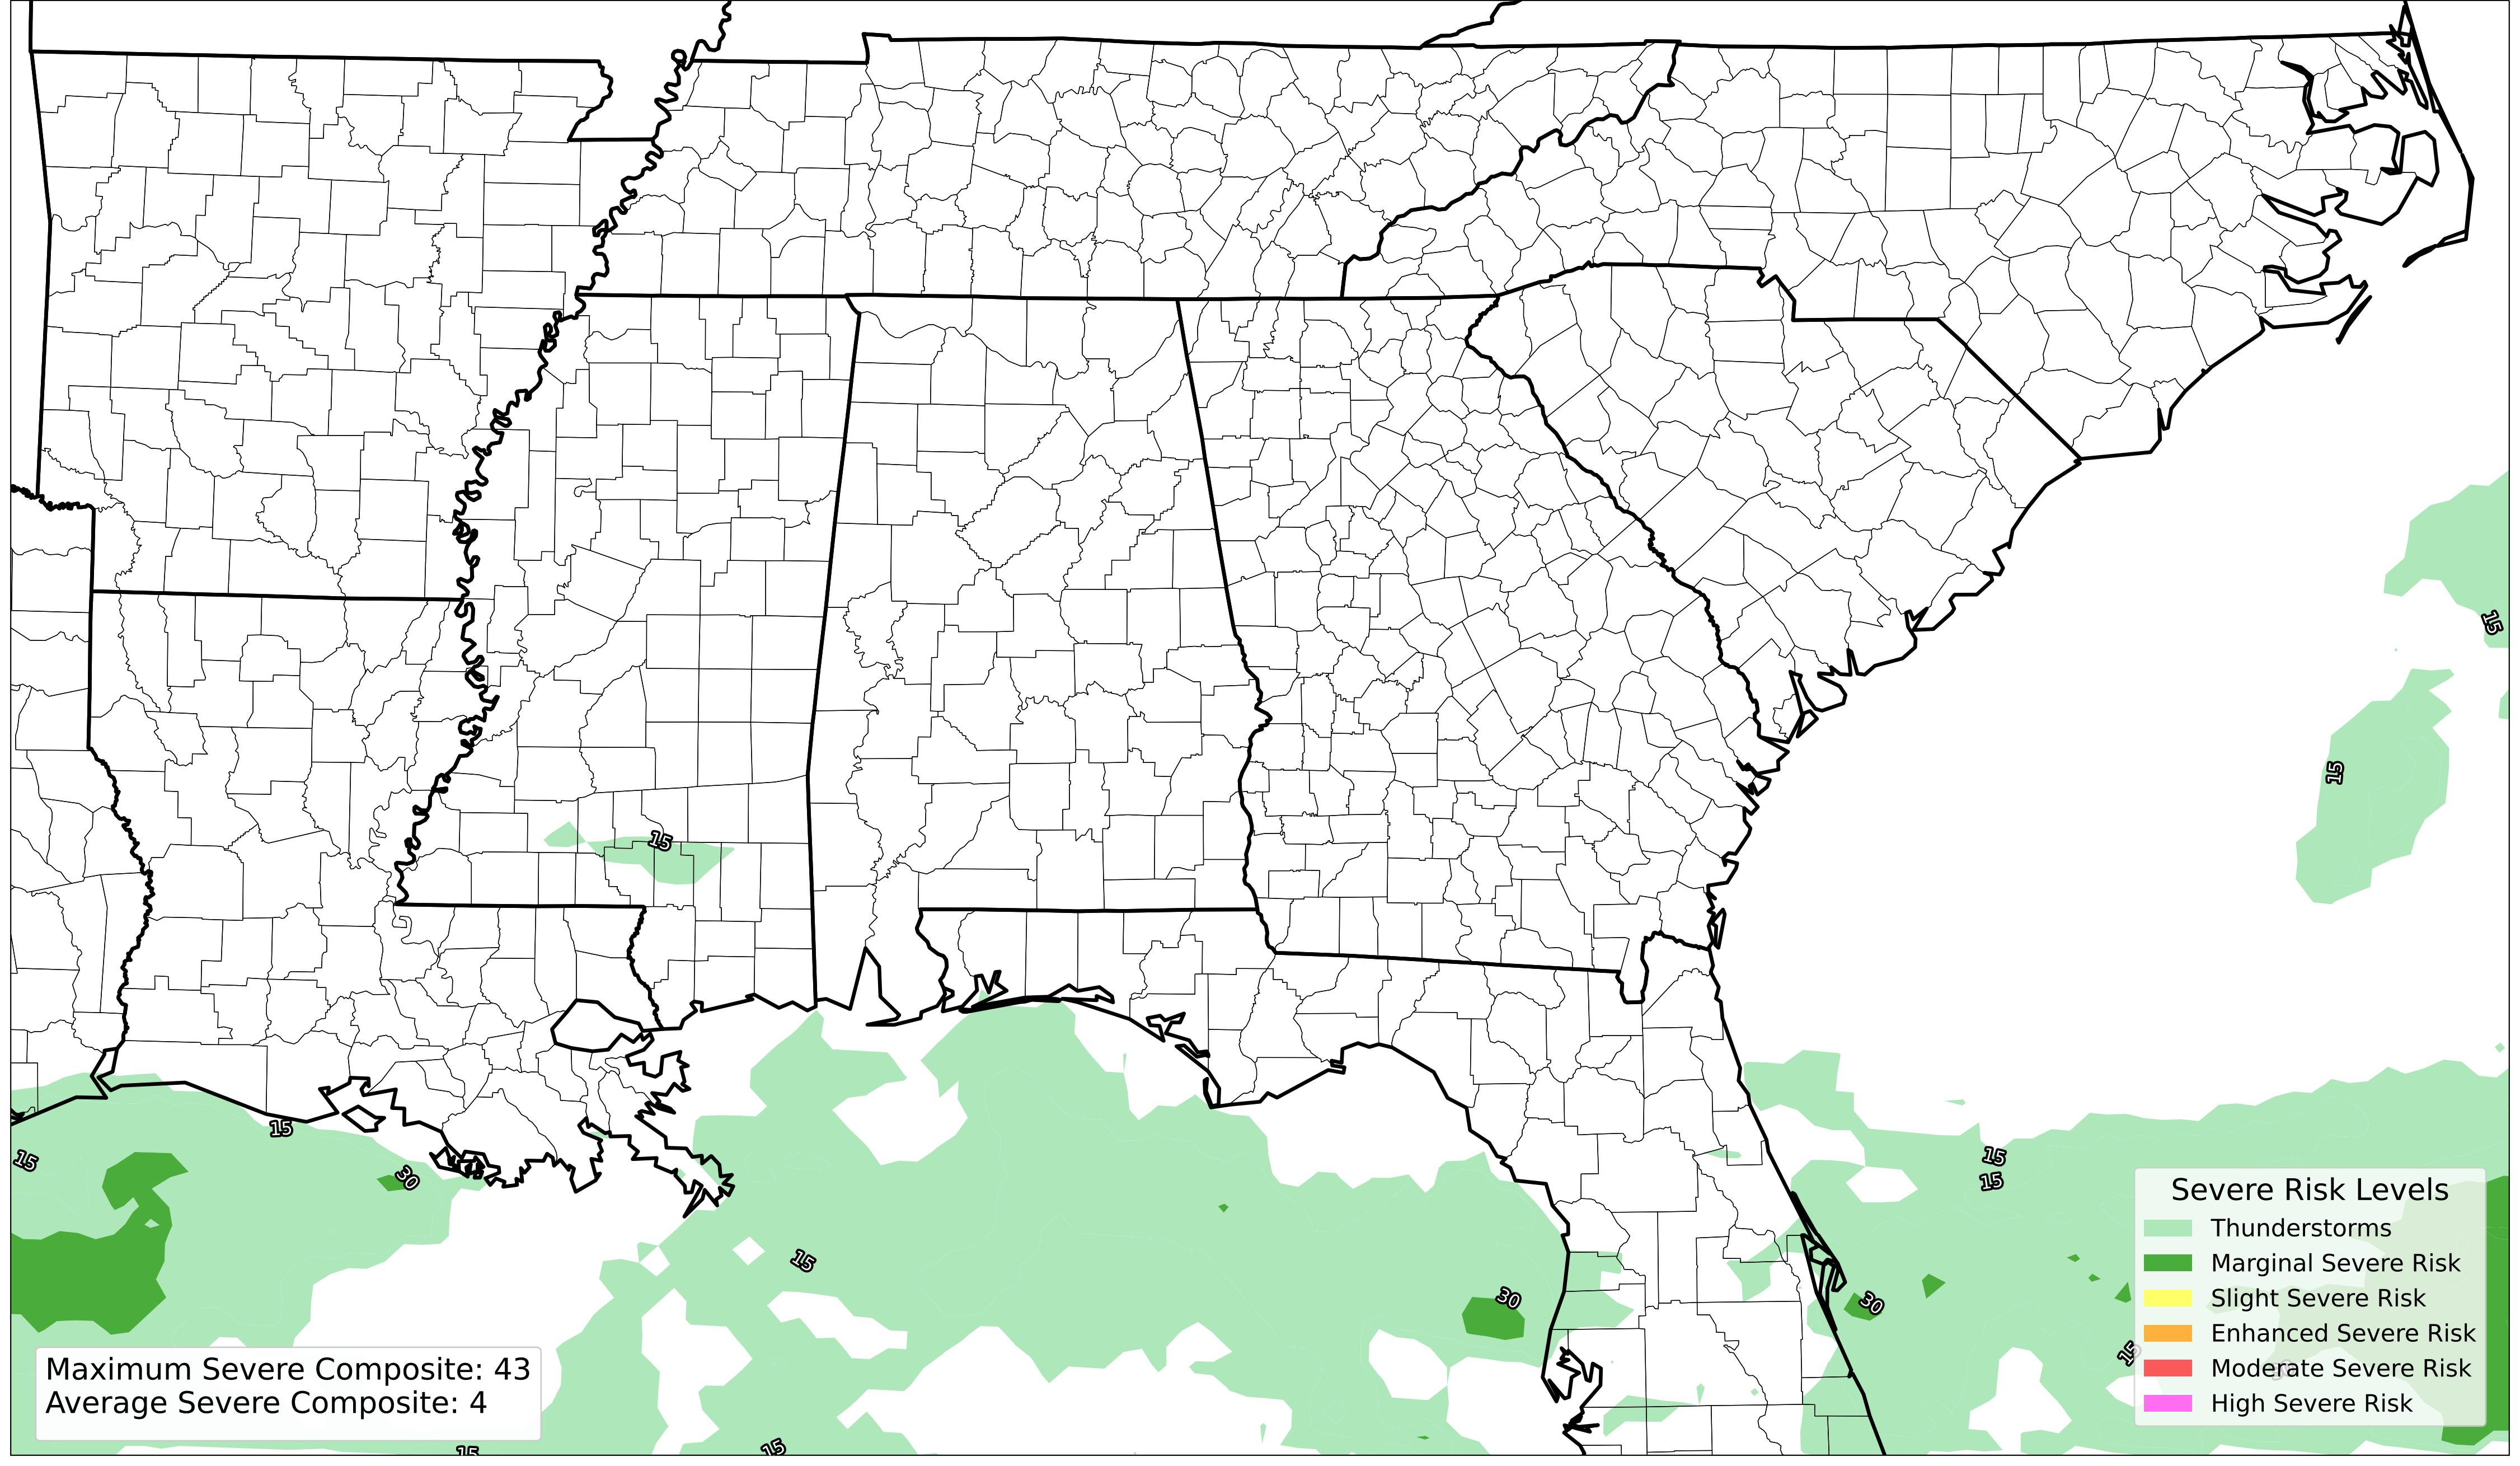 15
15
15
15
15
15
30
15
15
15
30
30
15
Severe Risk Levels
Thunderstorms
Marginal Severe Risk
Slight Severe Risk
Enhanced Severe Risk
Moderate Severe Risk
High Severe Risk
Maximum Severe Composite: 43
Average Severe Composite: 4
15
15